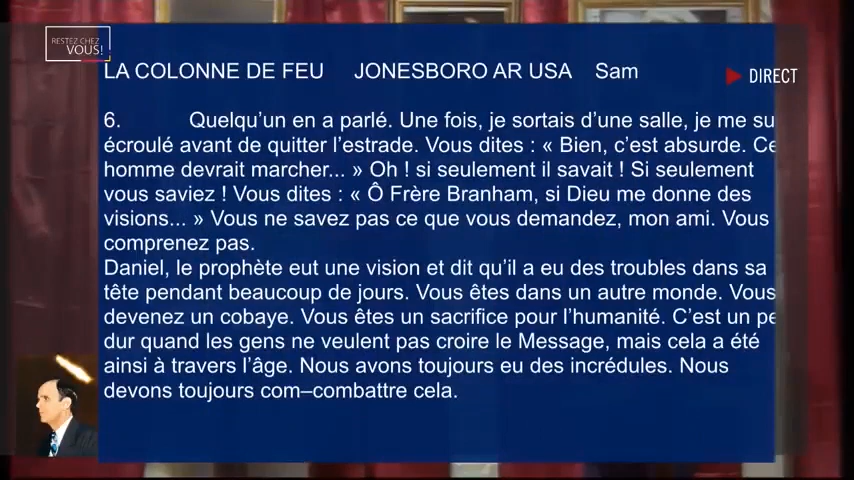 RESTEZ CHEZ
VOUS!
LA COLONNE DE FEU JONESBORO AR USA Sam
DIRECT
6. Quelqu'un en a parlé. Une fois, je sortais d'une salle, je me su
écroulé avant de quitter l'estrade. Vous dites : « Bien, c'est absurde. Ce
homme devrait marcher... » Oh ! si seulement il savait ! Si seulement
vous saviez ! Vous dites : « Ô Frère Branham, si Dieu me donne des
visions... » Vous ne savez pas ce que vous demandez, mon ami. Vous
comprenez pas.
Daniel, le prophète eut une vision et dit qu'il a eu des troubles dans sa
tête pendant beaucoup de jours. Vous êtes dans un autre monde. Vous
devenez un cobaye. Vous êtes un sacrifice pour l'humanité. C'est un pe
dur quand les gens ne veulent pas croire le Message, mais cela a été
ainsi à travers l'âge. Nous avons toujours eu des incrédules. Nous
devons toujours com–combattre cela.